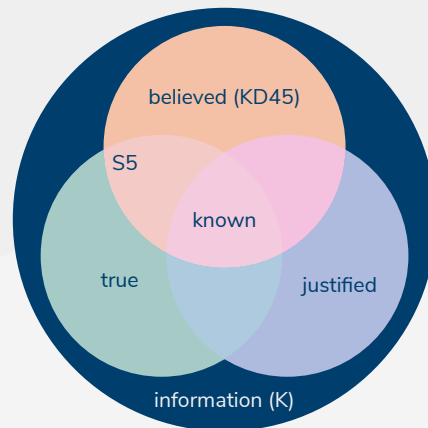 believed (KD45)
S5
known
true
justified
information (K)